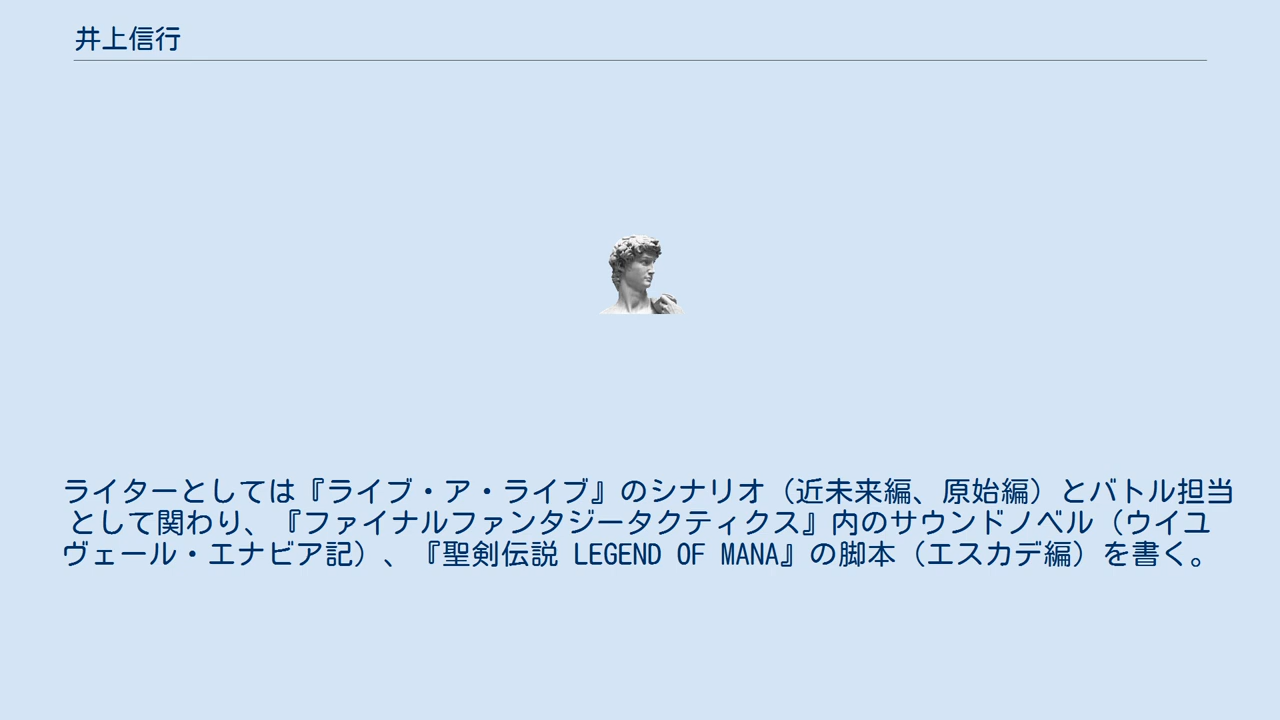 井上信行
ライターとしては『ライブ・ア・ライブ』のシナリオ（近未来編、原始編）とバトル担当
として関わり、『ファイナルファンタジータクティクス』内のサウンドノベル（ウイユ
ヴェール・エナビア記）、『聖剣伝説 LEGEND OF MANA』の脚本（エスカデ編）を書く。